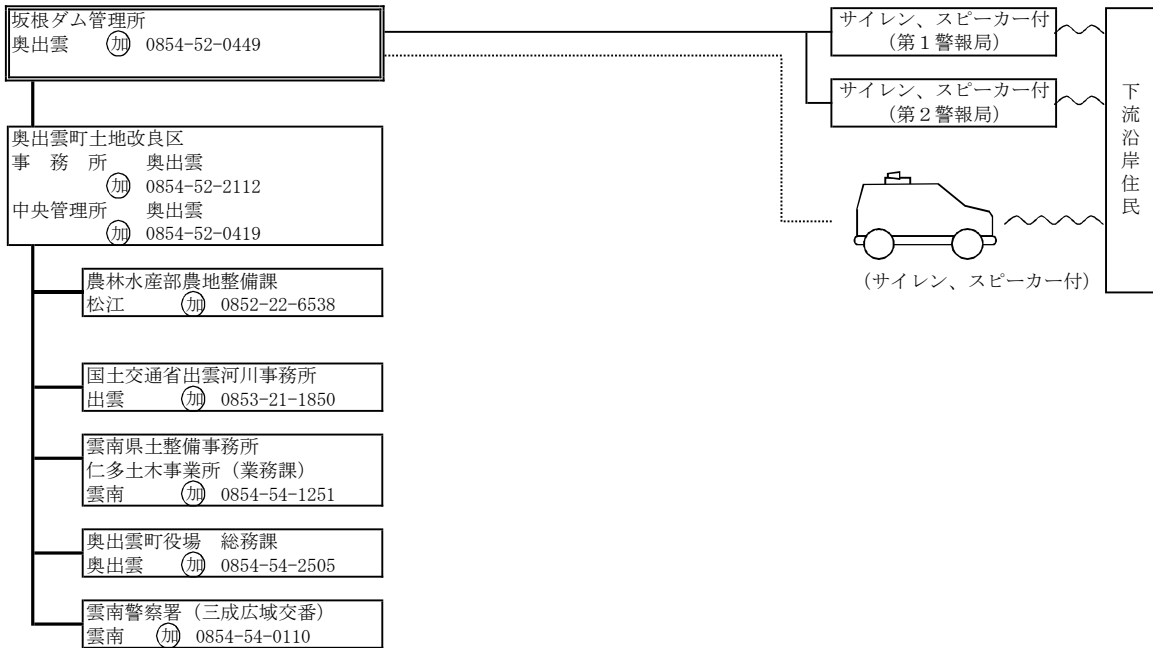 坂根ダム管理所
奥出雲　㊎ 0854-52-0449
奥出雲町土地改良区
事　務　所　　奥出雲
加 0854-52-2112
中央管理所　　奥出雲
加 0854-52-0419
農林水産部農地整備課
松江　加 0852-22-6538
国土交通省出雲河川事務所
出雲　加 0853-21-1850
雲南県土整備事務所
仁多土木事業所（業務課）
雲南　加 0854-54-1251
奥出雲町役場　総務課
奥出雲　加 0854-54-2505
雲南警察署（三成広域交番）
雲南　加 0854-54-0110
サイレン、スピーカー付
（第１警報局）
サイレン、スピーカー付
（第２警報局）
（サイレン、スピーカー付）
下流沿岸住民